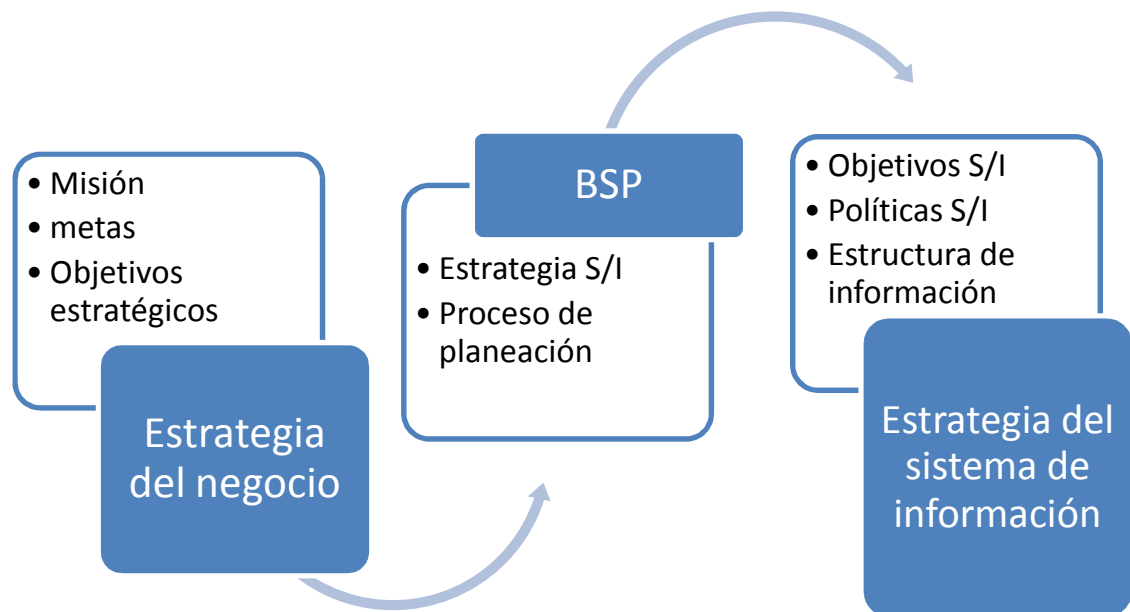 • Misión
• metas
• Objetivos
estratégicos
Estrategia
del negocio
BSP
• Estrategia S/I
• Proceso de
planeación
• Objetivos S/I
• Políticas S/I
• Estructura de
información
Estrategia del
sistema de
información